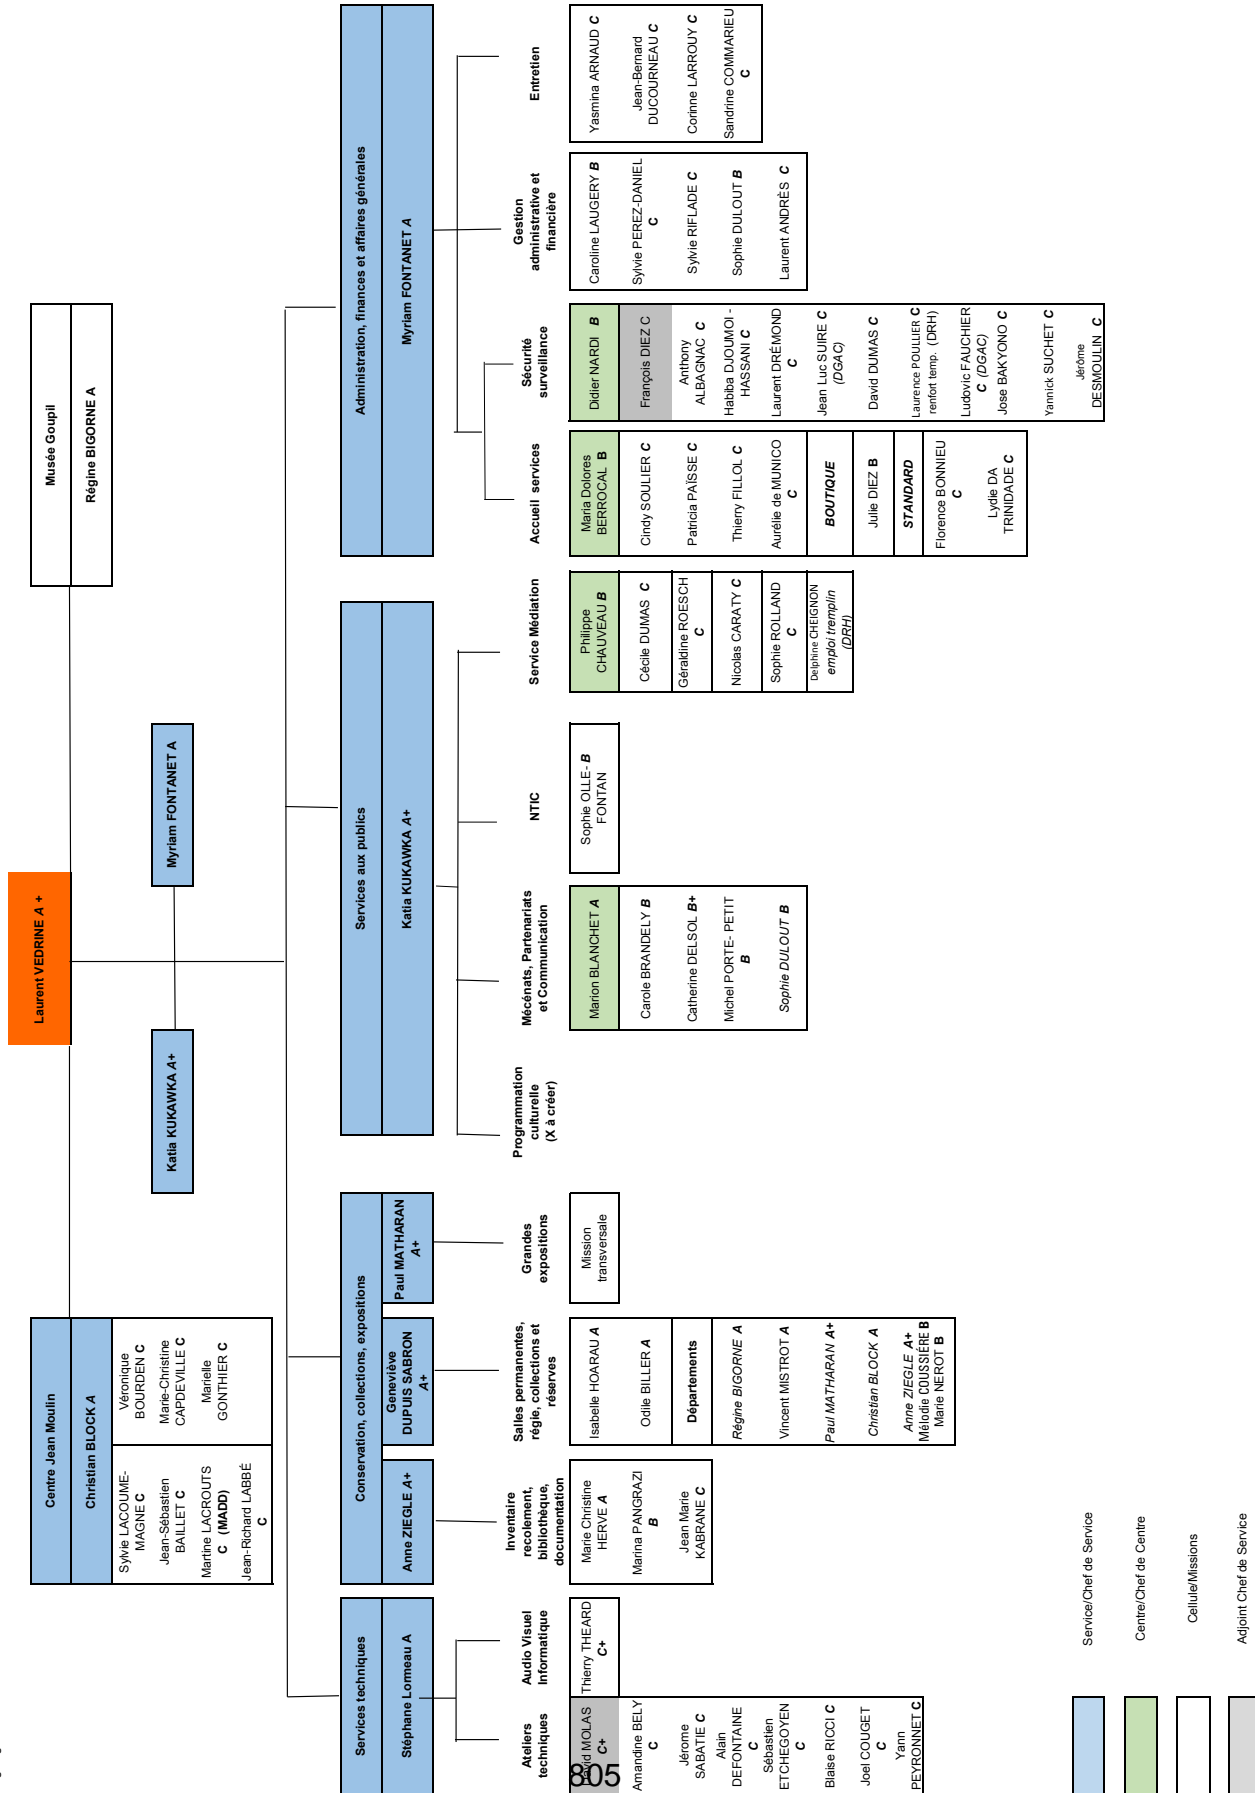 Laurent VEDRINE A +
Centre Jean Moulin
Christian BLOCK A
Sylvie LACOUME-
MAGNE C
Jean-Sébastien
BAILLET C
Martine LACROUTS
C (MADD)
Jean-Richard LABBÉ
C
Véronique
BOURDEN C
Marie-Christine
CAPDEVILLE C
Marielle
GONTHIER C
Musée Goupil
Régine BIGORNE A
Katia KUKAWKA A+
Myriam FONTANET A
Services techniques
Stéphane Lormeau A
Ateliers
techniques
MOLAS
C+
Amandine BELY
C
Jérome
SABATIE C
Alain
DEFONTAINE
C
Sébastien
ETCHEGOYEN
C
Blaise RICCI C
Joel COUGET
C
Yann
PEYRONNET C
Audio Visuel
Informatique
Thierry THEARD
C+
Conservation, collections, expositions
Anne ZIEGLE A+
Inventaire
recolement,
bibliothèque,
documentation
Marie Christine
HERVE A
Marina PANGRAZI
B
Jean Marie
KABRANE C
Geneviève
DUPUIS SABRON
A+
Salles permanentes,
régie, collections et
réserves
Isabelle HOARAU A
Odile BILLER A
Départements
Régine BIGORNE A
Vincent MISTROT A
Paul MATHARAN A+
Christian BLOCK A
Anne ZIEGLE A+
Mélodie COUSSIÈRE B
Marie NEROT B
Paul MATHARAN
A+
Grandes
expositions
Mission
transversale
Services aux publics
Katia KUKAWKA A+
Programmation
culturelle
(X à créer)
Mécénats, Partenariats
et Communication
Marion BLANCHET A
Carole BRANDELY B
Catherine DELSOL B+
Michel PORTE- PETIT
B
Sophie DULOUT B
NTIC
Sophie OLLE- B
FONTAN
Service Médiation
Philippe
CHAUVEAU B
Cécile DUMAS C
Géraldine ROESCH
C
Nicolas CARATY C
Sophie ROLLAND
C
Delphine CHEIGNON
emploi tremplin
(DRH)
Administration, finances et affaires générales
Myriam FONTANET A
Accueil services
Maria Dolores
BERROCAL B
Cindy SOULIER C
Patricia PAÏSSE C
Thierry FILLOL C
Aurélie de MUNICO
C
BOUTIQUE
Julie DIEZ B
STANDARD
Florence BONNIEU
C
Lydie DA
TRINIDADE C
Sécurité
surveillance
Didier NARDI B
François DIEZ C
Anthony
ALBAGNAC C
Habiba DJOUMOI -
HASSANI C
Laurent DRÉMOND
C
Jean Luc SUIRE C
(DGAC)
David DUMAS C
Laurence POULLIER C
renfort temp. (DRH)
Ludovic FAUCHIER
C (DGAC)
Jose BAKYONO C
Yannick SUCHET C
Jérôme
DESMOULIN C
Gestion
administrative et
financière
Caroline LAUGERY B
Sylvie PEREZ-DANIEL
C
Sylvie RIFLADE C
Sophie DULOUT B
Laurent ANDRÈS C
Entretien
Yasmina ARNAUD C
Jean-Bernard
DUCOURNEAU C
Corinne LARROUY C
Sandrine COMMARIEU
C
Service/Chef de Service
Centre/Chef de Centre
Cellule/Missions
Adjoint Chef de Service
805